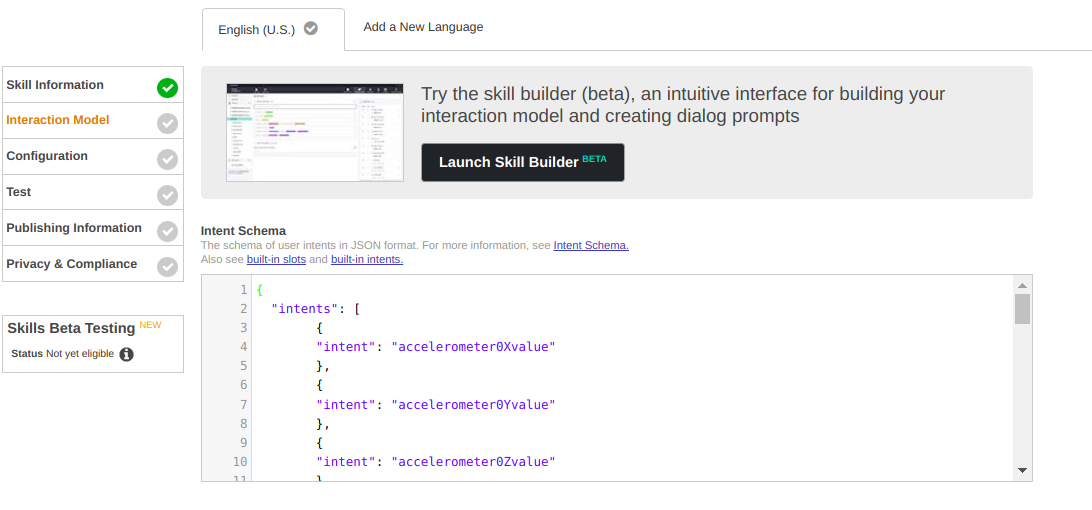 English (U.S.)
Add a New Language
Skill Information
Interaction Model
Configuration
Test
Publishing Information
Privacy & Compliance
Skills Beta Testing NEW
Status Not yet eligible
Try the skill builder (beta), an intuitive interface for building your
interaction model and creating dialog prompts
Launch Skill Builder BETA
Intent Schema
The schema of user intents in JSON format. For more information, see Intent Schema.
Also see built-in slots and built-in intents.
1 {
2 "intents": [
3 {
4 "intent": "accelerometer0Xvalue"
5 },
6 {
7 "intent": "accelerometer0Yvalue"
8 },
9 {
10 "intent": "accelerometer0Zvalue"
11 }